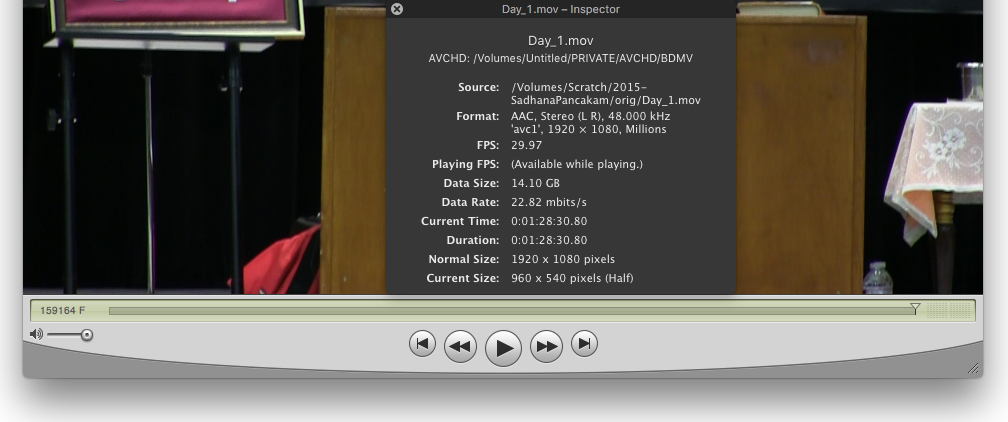 Day_1.mov – Inspector
Day_1.mov
AVCHD: /Volumes/Untitled/PRIVATE/AVCHD/BDMV
Source: /Volumes/Scratch/2015-
SadhanaPancakam/orig/Day_1.mov
Format: AAC, Stereo (L R), 48.000 kHz
'avc1', 1920 × 1080, Millions
FPS: 29.97
Playing FPS: (Available while playing.)
Data Size: 14.10 GB
Data Rate: 22.82 mbits/s
Current Time: 0:01:28:30.80
Duration: 0:01:28:30.80
Normal Size: 1920 x 1080 pixels
Current Size: 960 x 540 pixels (Half)
159164 F